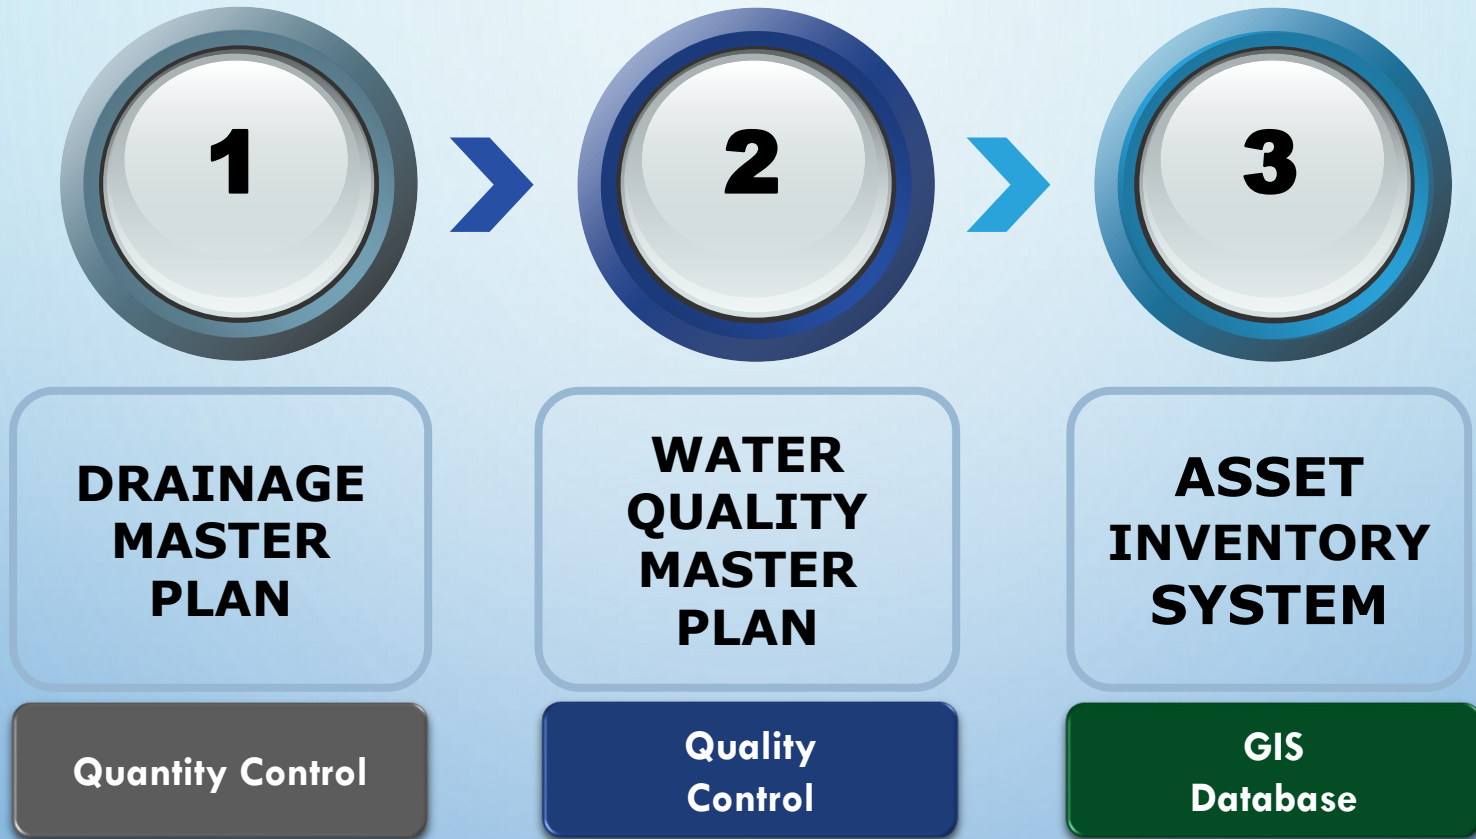 1
2
3
DRAINAGE
MASTER
PLAN
WATER
QUALITY
MASTER
PLAN
ASSET
INVENTORY
SYSTEM
Quantity Control
Quality
Control
GIS
Database